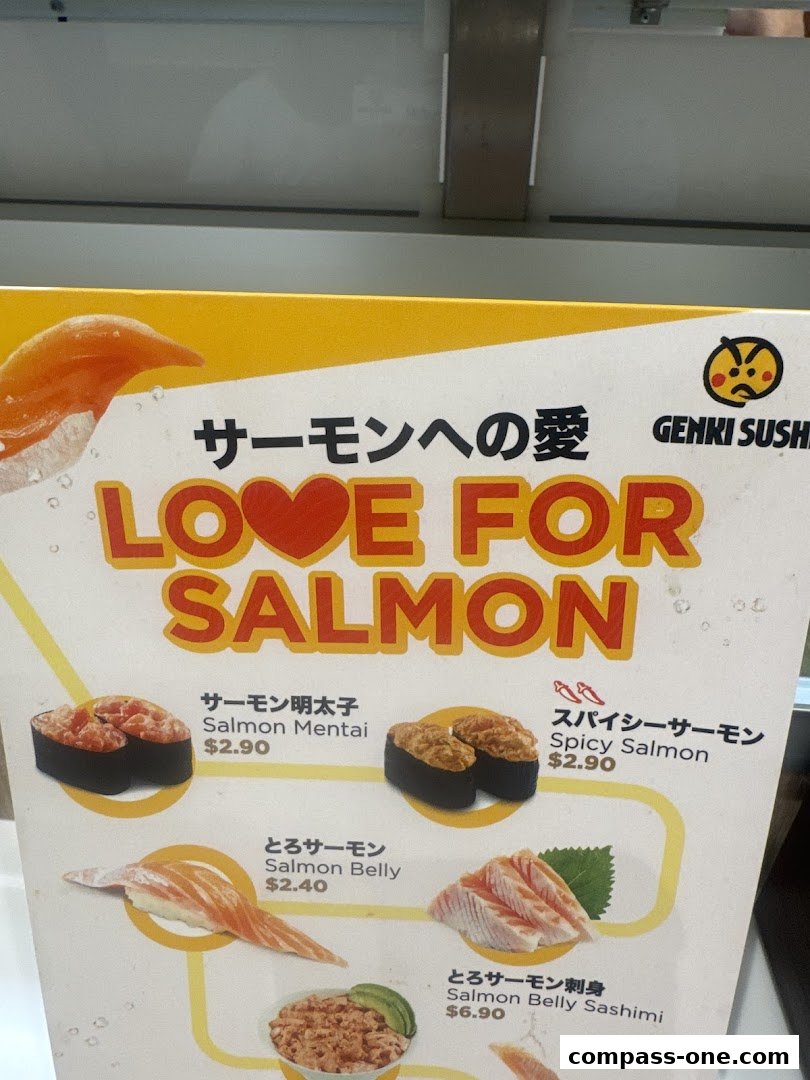 GENKI SUSH
サーモンへの愛
LOVE FOR
SALMON
サーモン明太子
Salmon Mentai
$2.90
スパイシーサーモン
Spicy Salmon
$2.90
とろサーモン
Salmon Belly
$2.40
とろサーモン刺身
Salmon Belly Sashimi
$6.90
compass-one.com